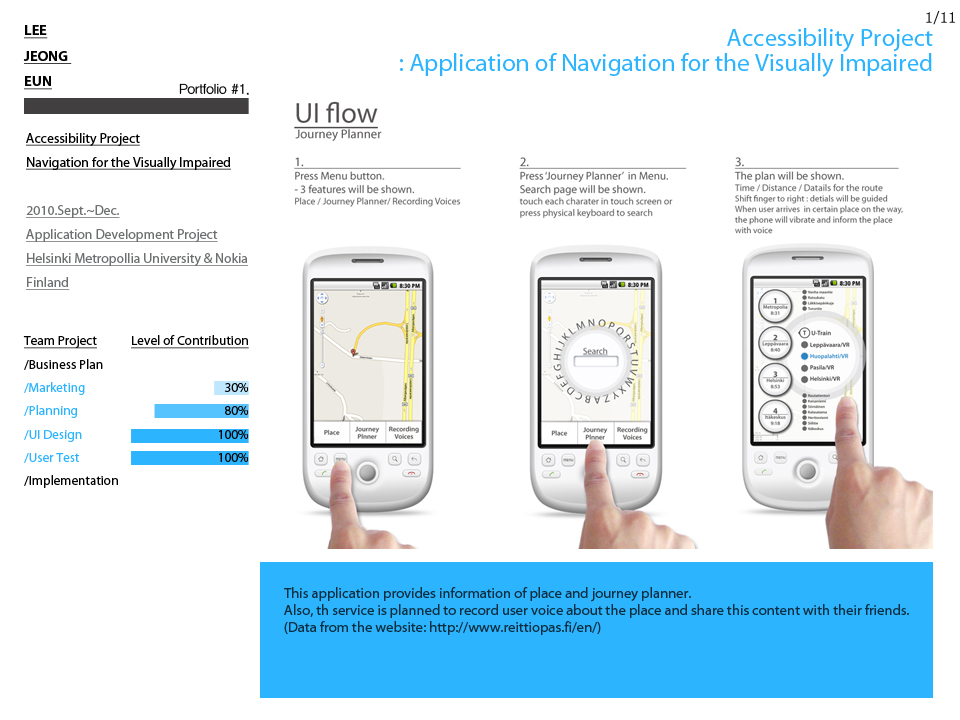 1/11
LEE
JEONG
EUN
Portfolio #1.
Accessibility Project
: Application of Navigation for the Visually Impaired
Accessibility Project
Navigation for the Visually Impaired
2010.Sept.~Dec.
Application Development Project
Helsinki Metropollia University & Nokia
Finland
Team Project Level of Contribution
/Business Plan
/Marketing 30%
/Planning 80%
/UI Design 100%
/User Test 100%
/Implementation
UI flow
Journey Planner
1.
Press Menu button.
- 3 features will be shown.
Place / Journey Planner/ Recording Voices
2.
Press 'Journey Planner' in Menu.
Search page will be shown.
touch each charater in touch screen or
press physical keyboard to search
3.
The plan will be shown.
Time / Distance / Datails for the route
Shift finger to right : detials will be guided
When user arrives in certain place on the way,
the phone will vibrate and inform the place
with voice
8:30 PM
Place
Journey
Plnner
Recording
Voices
menu
8:30 PM
ABCDEFGHIJKLMNOPQRSTUVWXYZ
Search
Place
Journey
Plnner
Recording
Voices
menu
8:30 PM
1
Metropolia
8:31
2
Leppävaara
8:40
3
Helsinki
8:53
4
Itäkeskus
9:18
T U-Train
Leppävaara/VR
Huopalahti/VR
Pasila/VR
Helsinki/VR
menu
This application provides information of place and journey planner.
Also, th service is planned to record user voice about the place and share this content with their friends.
(Data from the website: http://www.reittiopas.fi/en/)